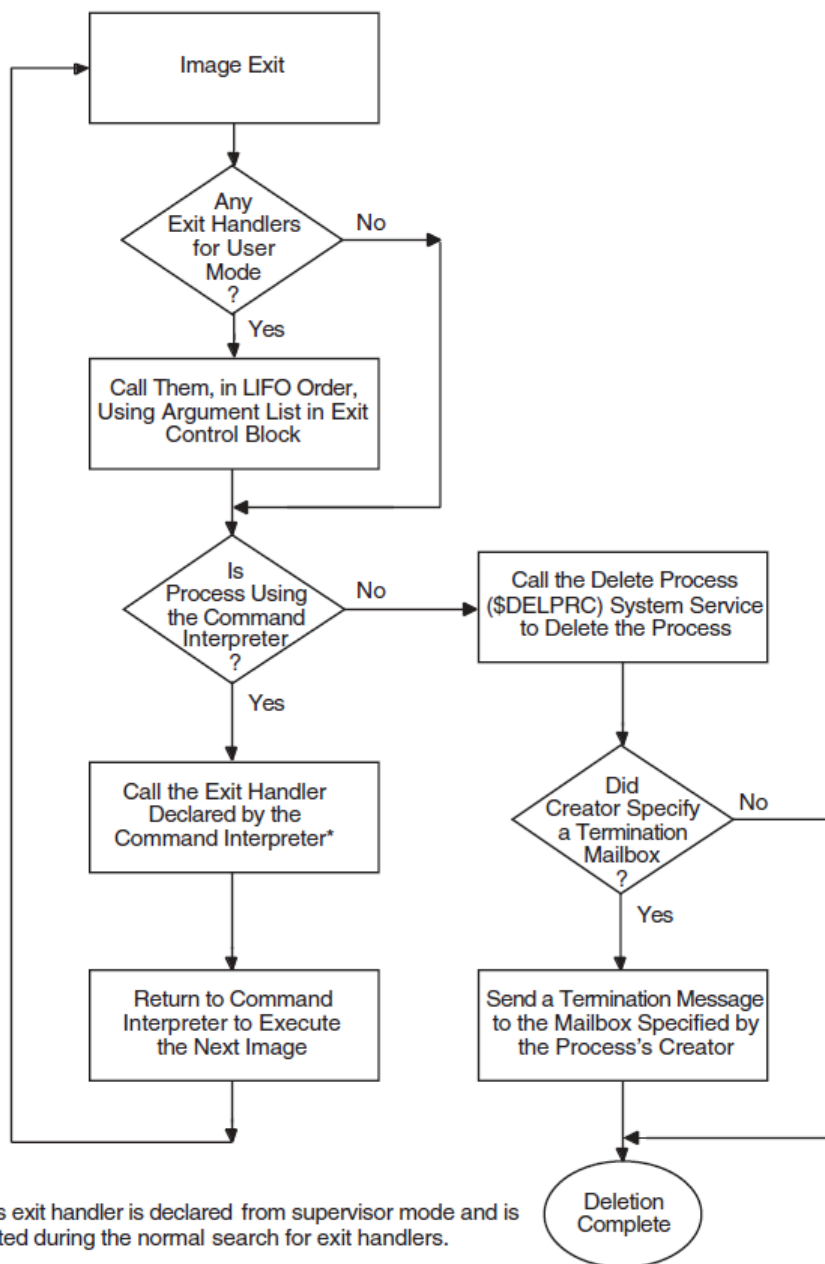 Image Exit
Any
Exit Handlers
for User
Mode
?
No
Yes
Call Them, in LIFO Order,
Using Argument List in Exit
Control Block
Is
Process Using
the Command
Interpreter
?
No
Yes
Call the Delete Process
($DELPRC) System Service
to Delete the Process
Call the Exit Handler
Declared by the
Command Interpreter*
Did
Creator Specify
a Termination
Mailbox
?
No
Yes
Return to Command
Interpreter to Execute
the Next Image
Send a Termination Message
to the Mailbox Specified by
the Process's Creator
Deletion
Complete
exit handler is declared from supervisor mode and is
during the normal search for exit handlers.